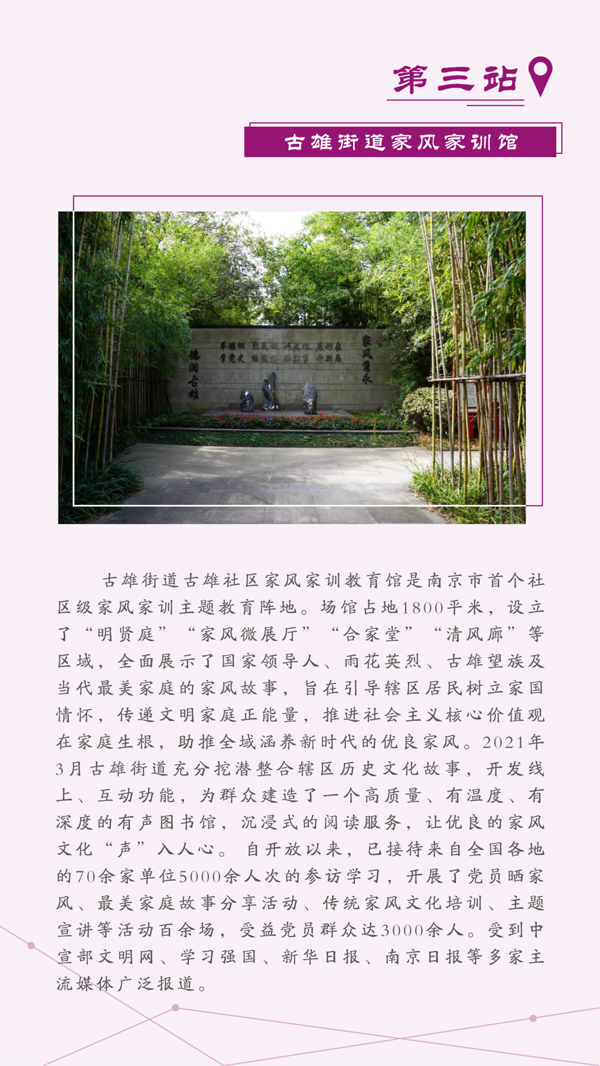 第三站
古雄街道家风家训馆
德润古雄
家风育永
古雄街道古雄社区家风家训教育馆是南京市首个社
区级家风家训主题教育阵地。场馆占地1800平米，设立
了“明贤庭”“家风微展厅”“合家堂”“清风廊”等
区域，全面展示了国家领导人、雨花英烈、古雄望族及
当代最美家庭的家风故事，旨在引导辖区居民树立家国
情怀，传递文明家庭正能量，推进社会主义核心价值观
在家庭生根，助推全域涵养新时代的优良家风。2021年
3月古雄街道充分挖潜整合辖区历史文化故事，开发线
上、互动功能，为群众建造了一个高质量、有温度、有
深度的有声图书馆，沉浸式的阅读服务，让优良的家风
文化“声”入人心。 自开放以来，已接待来自全国各地
的70余家单位5000余人次的参访学习，开展了党员晒家
风、最美家庭故事分享活动、传统家风文化培训、主题
宣讲等活动百余场，受益党员群众达3000余人。受到中
宣部文明网、学习强国、新华日报、南京日报等多家主
流媒体广泛报道。